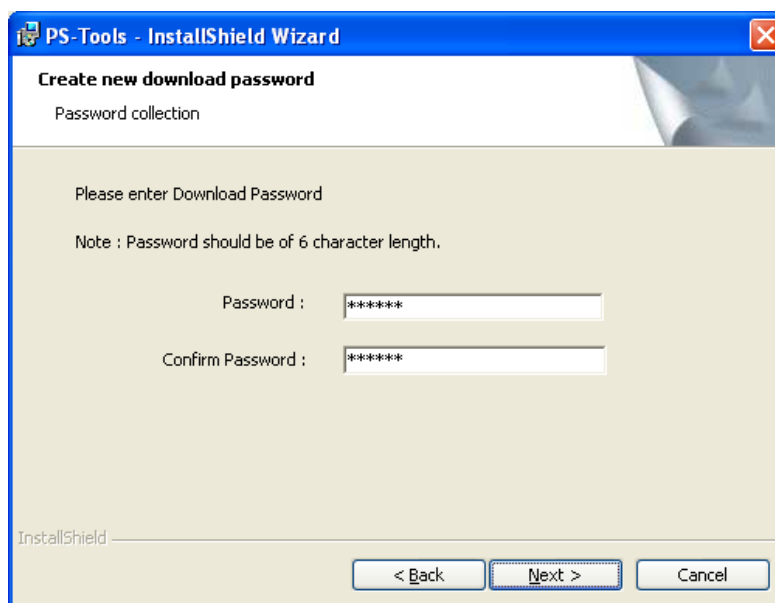 PS-Tools - InstallShield Wizard
Create new download password
Password collection
Please enter Download Password
Note : Password should be of 6 character length.
Password : ******
Confirm Password : ******
InstallShield
< Back Next > Cancel